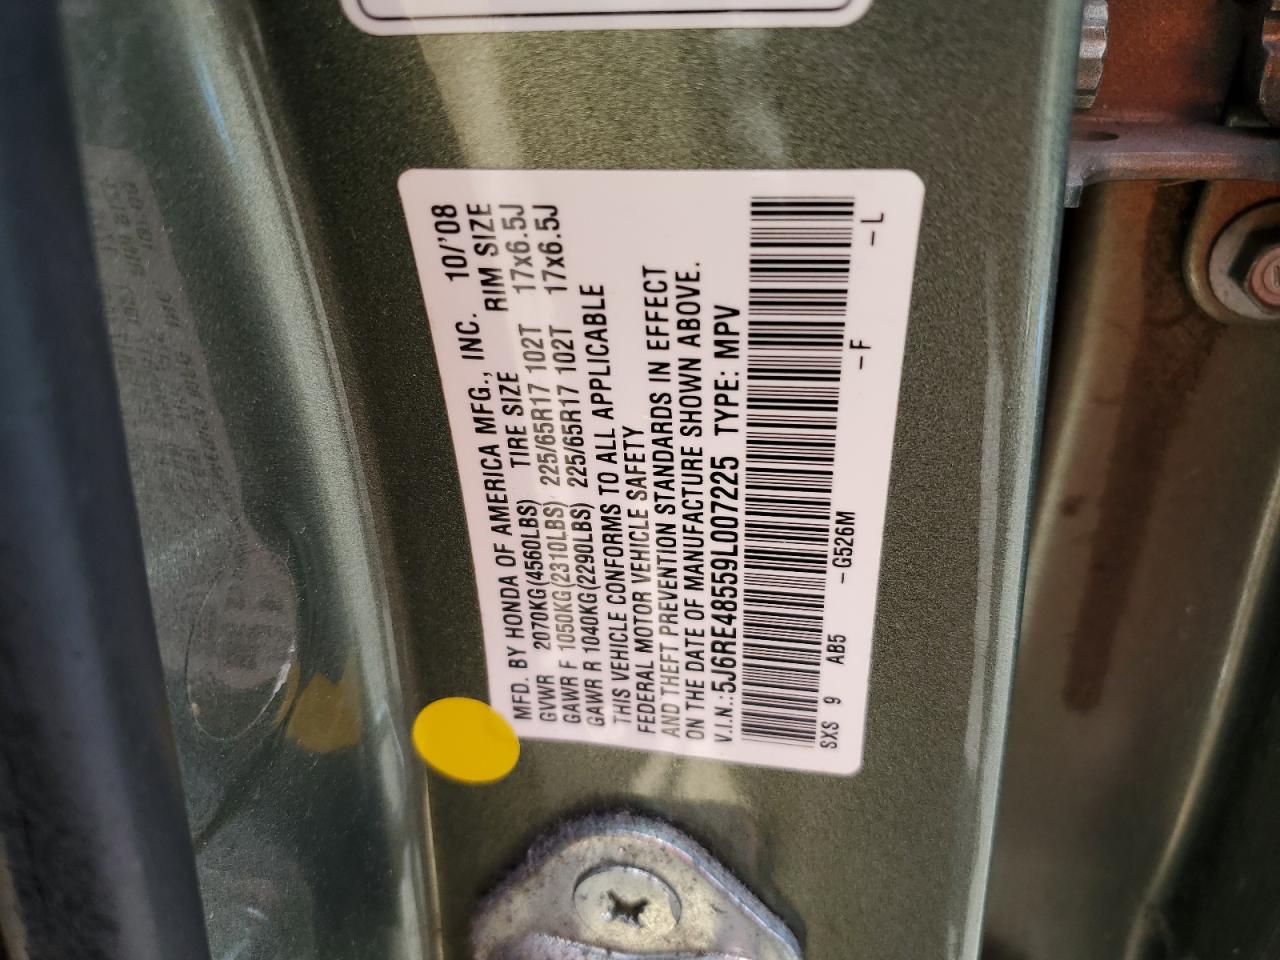 MFD. BY HONDA OF AMERICA MFG., INC. 10/'08
GVWR 2070KG(4560LBS) TIRE SIZE RIM SIZE
GAWR F 1050KG(2310LBS) 225/65R17 102T 17x6.5J
GAWR R 1040KG(2290LBS) 225/65R17 102T 17x6.5J
THIS VEHICLE CONFORMS TO ALL APPLICABLE
FEDERAL MOTOR VEHICLE SAFETY
AND THEFT PREVENTION STANDARDS IN EFFECT
ON THE DATE OF MANUFACTURE SHOWN ABOVE.
V.I.N.:5J6RE48559L007225 TYPE: MPV
SXS 9 AB5 -G526M -F -L